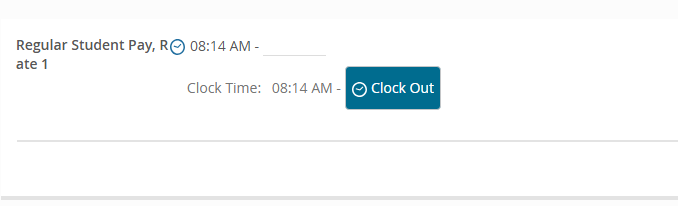 Regular Student Pay, R 08:14 AM -
ate 1
Clock Time: 08:14 AM - Clock Out